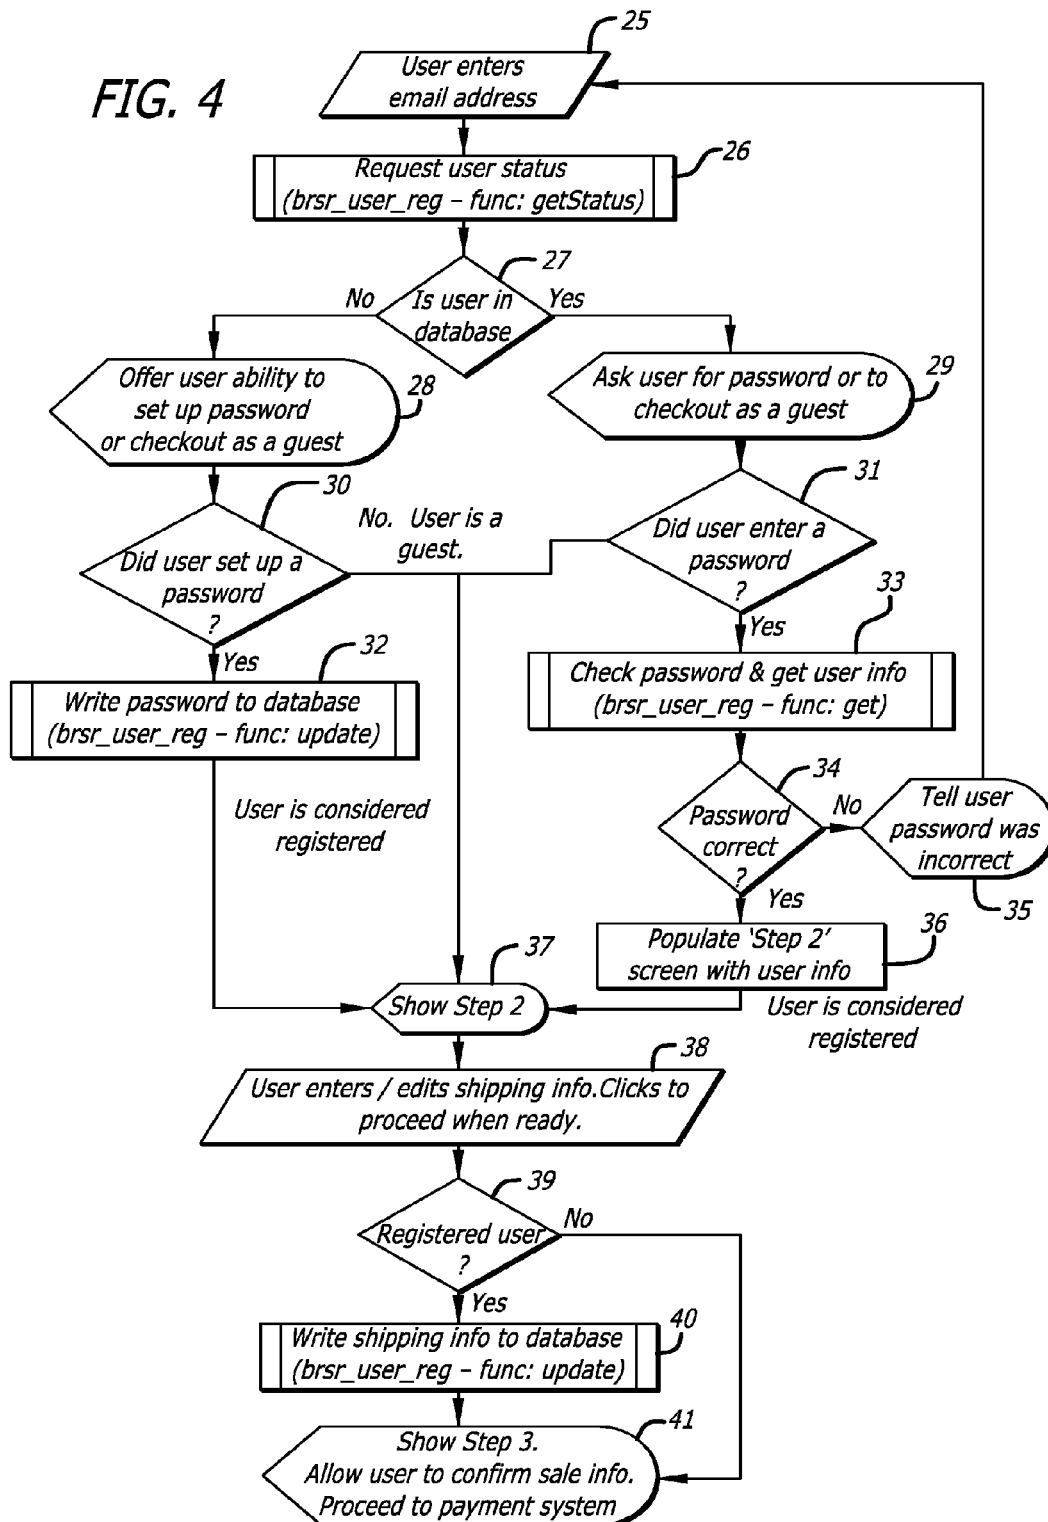 25
FIG. 4
User enters
email address
26
Request user status
(brsr_user_reg – func: getStatus)
27
No
Is user in
database
Yes
Offer user ability to
set up password
or checkout as a guest
28
Ask user for password or to
checkout as a guest
29
30
No. User is a
guest.
31
Did user set up a
password
?
Did user enter a
password
?
Yes
32
Yes
33
Write password to database
(brsr_user_reg – func: update)
Check password & get user info
(brsr_user_reg – func: get)
User is considered
registered
34
Password
correct
?
No
Tell user
password was
incorrect
35
Yes
Populate ‘Step 2’
screen with user info
36
37
Show Step 2
User is considered
registered
38
User enters / edits shipping info.Clicks to
proceed when ready.
39
Registered user
?
No
Yes
Write shipping info to database
(brsr_user_reg – func: update)
40
41
Show Step 3.
Allow user to confirm sale info.
Proceed to payment system